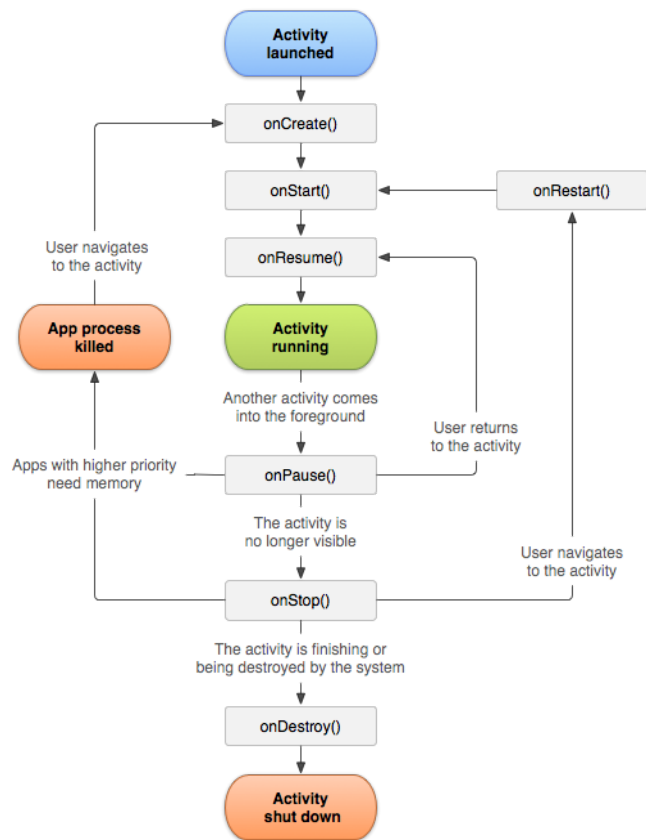 Activity
launched
onCreate()
onStart()
onRestart()
User navigates
to the activity
onResume()
App process
killed
Activity
running
Another activity comes
into the foreground
User returns
to the activity
Apps with higher priority
need memory
onPause()
The activity is
no longer visible
User navigates
to the activity
onStop()
The activity is finishing or
being destroyed by the system
onDestroy()
Activity
shut down